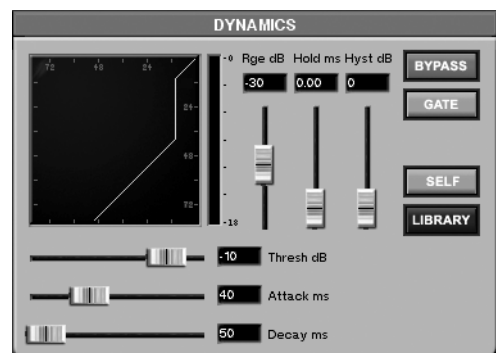 DYNAMICS
Rge dB Hold ms Hyst dB
-30 0.00 0
BYPASS
GATE
SELF
LIBRARY
72 48 24
-0
24-
48-
72-
-18
-10 Thresh dB
40 Attack ms
50 Decay ms